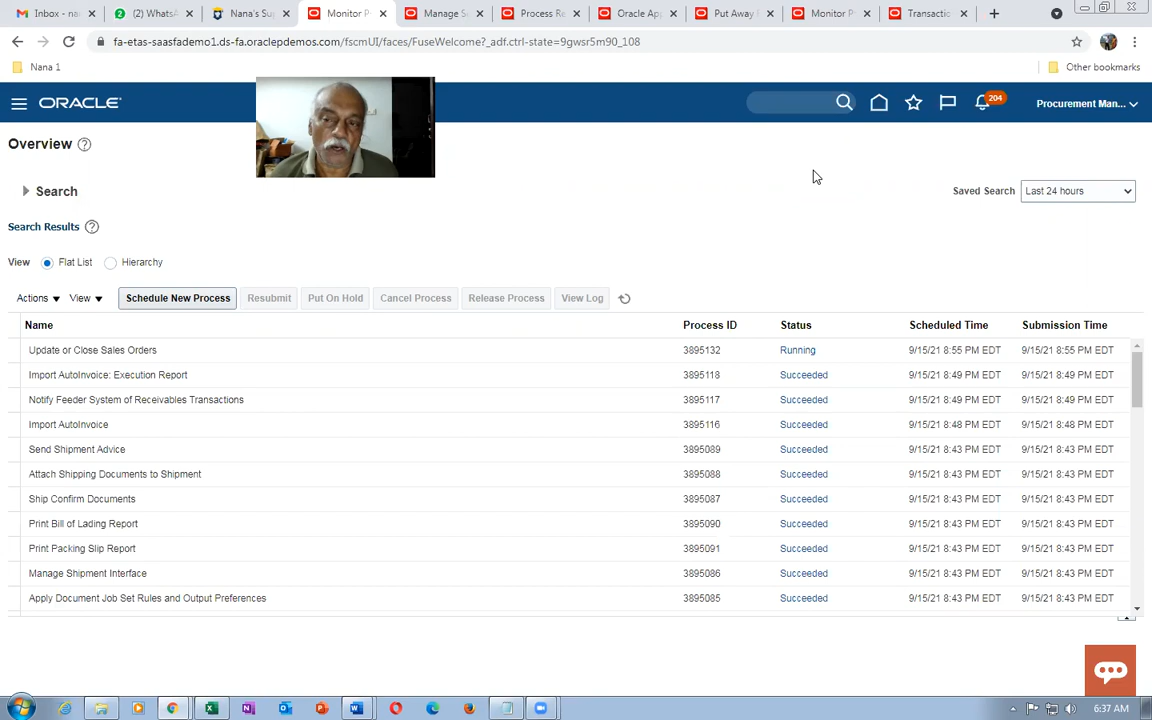 Inbox - nan
(2) WhatsA
Nana's Sup
Monitor P
Manage S
Process Re
Oracle Ap
Put Away
Monitor P
Transactio
fa-etas-saasfademo1.ds-fa.oraclepdemos.com/fscmUI/faces/FuseWelcome?_adf.ctrl-state=9gwsr5m90_108
Nana 1
Other bookmarks
ORACLE
204
Procurement Man...
Overview
Search
Saved Search
Last 24 hours
Search Results
View Flat List Hierarchy
Actions View Schedule New Process Resubmit Put On Hold Cancel Process Release Process View Log
Name Process ID Status Scheduled Time Submission Time
Update or Close Sales Orders 3895132 Running 9/15/21 8:55 PM EDT 9/15/21 8:55 PM EDT
Import AutoInvoice: Execution Report 3895118 Succeeded 9/15/21 8:49 PM EDT 9/15/21 8:49 PM EDT
Notify Feeder System of Receivables Transactions 3895117 Succeeded 9/15/21 8:49 PM EDT 9/15/21 8:49 PM EDT
Import AutoInvoice 3895116 Succeeded 9/15/21 8:48 PM EDT 9/15/21 8:48 PM EDT
Send Shipment Advice 3895089 Succeeded 9/15/21 8:43 PM EDT 9/15/21 8:43 PM EDT
Attach Shipping Documents to Shipment 3895088 Succeeded 9/15/21 8:43 PM EDT 9/15/21 8:43 PM EDT
Ship Confirm Documents 3895087 Succeeded 9/15/21 8:43 PM EDT 9/15/21 8:43 PM EDT
Print Bill of Lading Report 3895090 Succeeded 9/15/21 8:43 PM EDT 9/15/21 8:43 PM EDT
Print Packing Slip Report 3895091 Succeeded 9/15/21 8:43 PM EDT 9/15/21 8:43 PM EDT
Manage Shipment Interface 3895086 Succeeded 9/15/21 8:43 PM EDT 9/15/21 8:43 PM EDT
Apply Document Job Set Rules and Output Preferences 3895085 Succeeded 9/15/21 8:43 PM EDT 9/15/21 8:43 PM EDT
6:37 AM